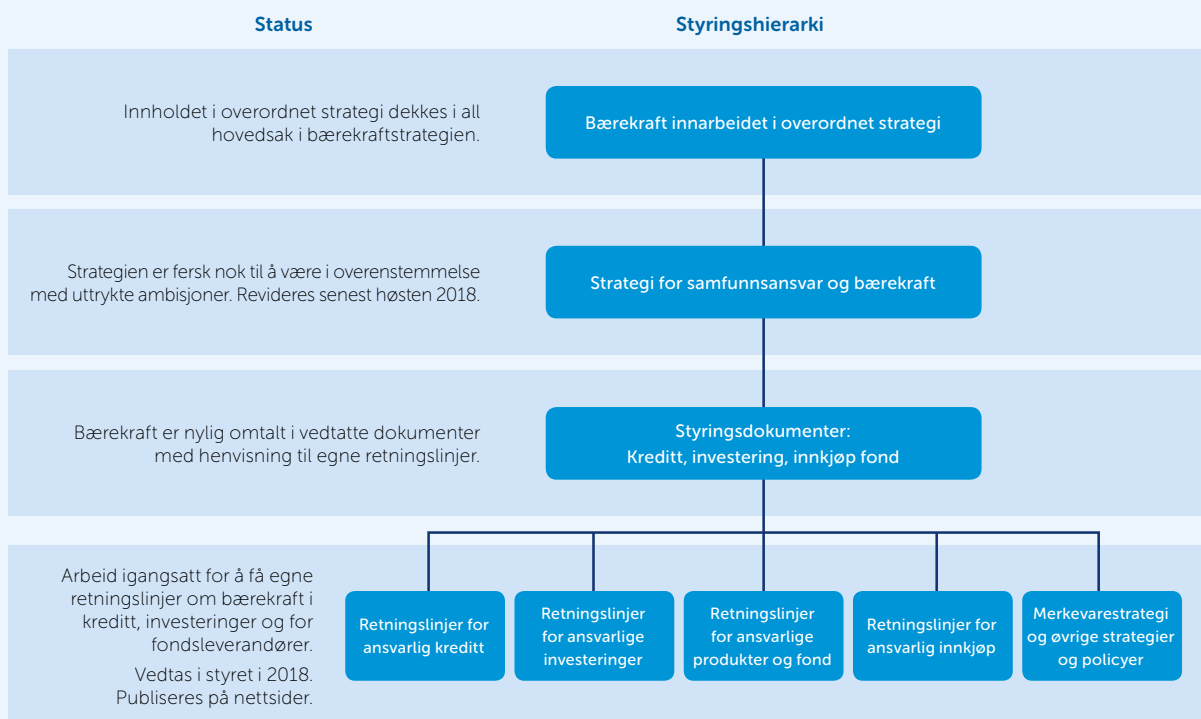 Status
Styringshierarki
Innholdet i overordnet strategi dekkes i all
hovedsak i bærekraftstrategien.
Bærekraft innarbeidet i overordnet strategi
Strategien er fersk nok til å være i overenstemmelse
med uttrykte ambisjoner. Revideres senest høsten 2018.
Strategi for samfunnsansvar og bærekraft
Bærekraft er nylig omtalt i vedtatte dokumenter
med henvisning til egne retningslinjer.
Styringsdokumenter:
Kreditt, investering, innkjøp fond
Arbeid igangsatt for å få egne
retningslinjer om bærekraft i
kreditt, investeringer og for
fondsleverandører.
Vedtas i styret i 2018.
Publiseres på nettsider.
Retningslinjer for
ansvarlig kreditt
Retningslinjer
for ansvarlige
investeringer
Retningslinjer
for ansvarlige
produkter og fond
Retningslinjer for
ansvarlig innkjøp
Merkevarestrategi
og øvrige strategier
og policyer